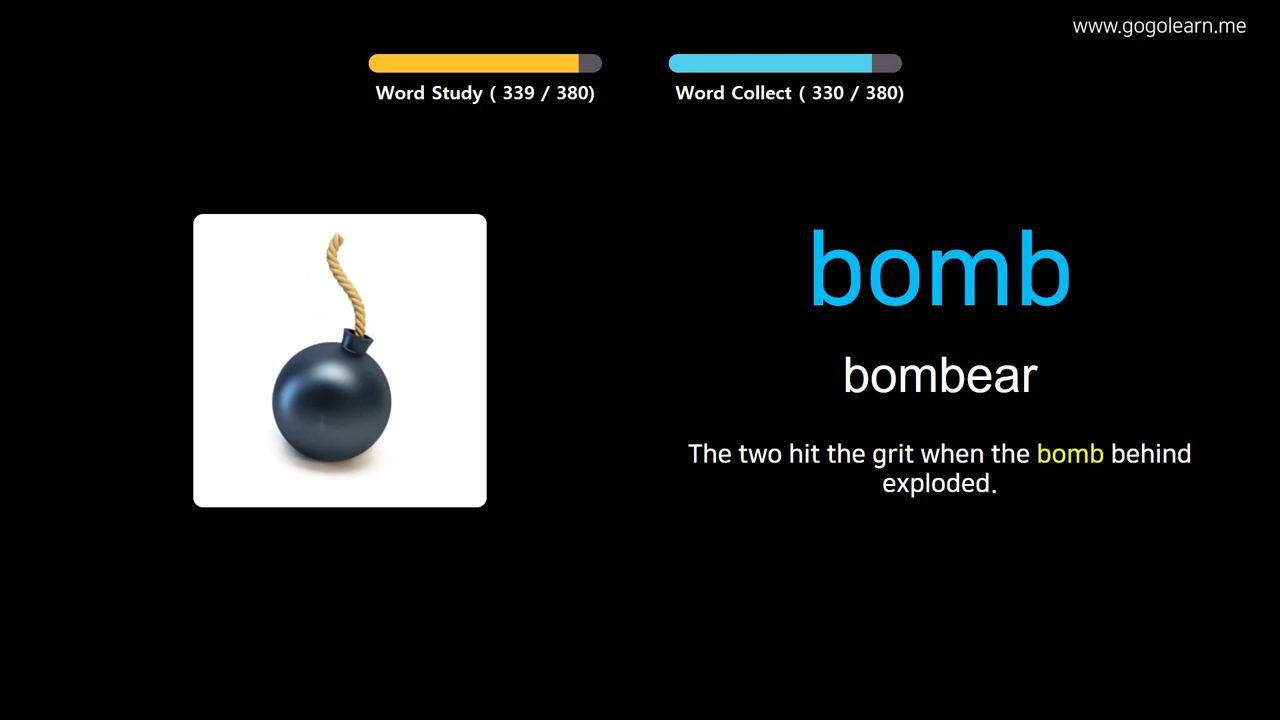 www.gogolearn.me
Word Study ( 339 / 380)
Word Collect ( 330 / 380)
bomb
bombear
The two hit the grit when the bomb behind
exploded.